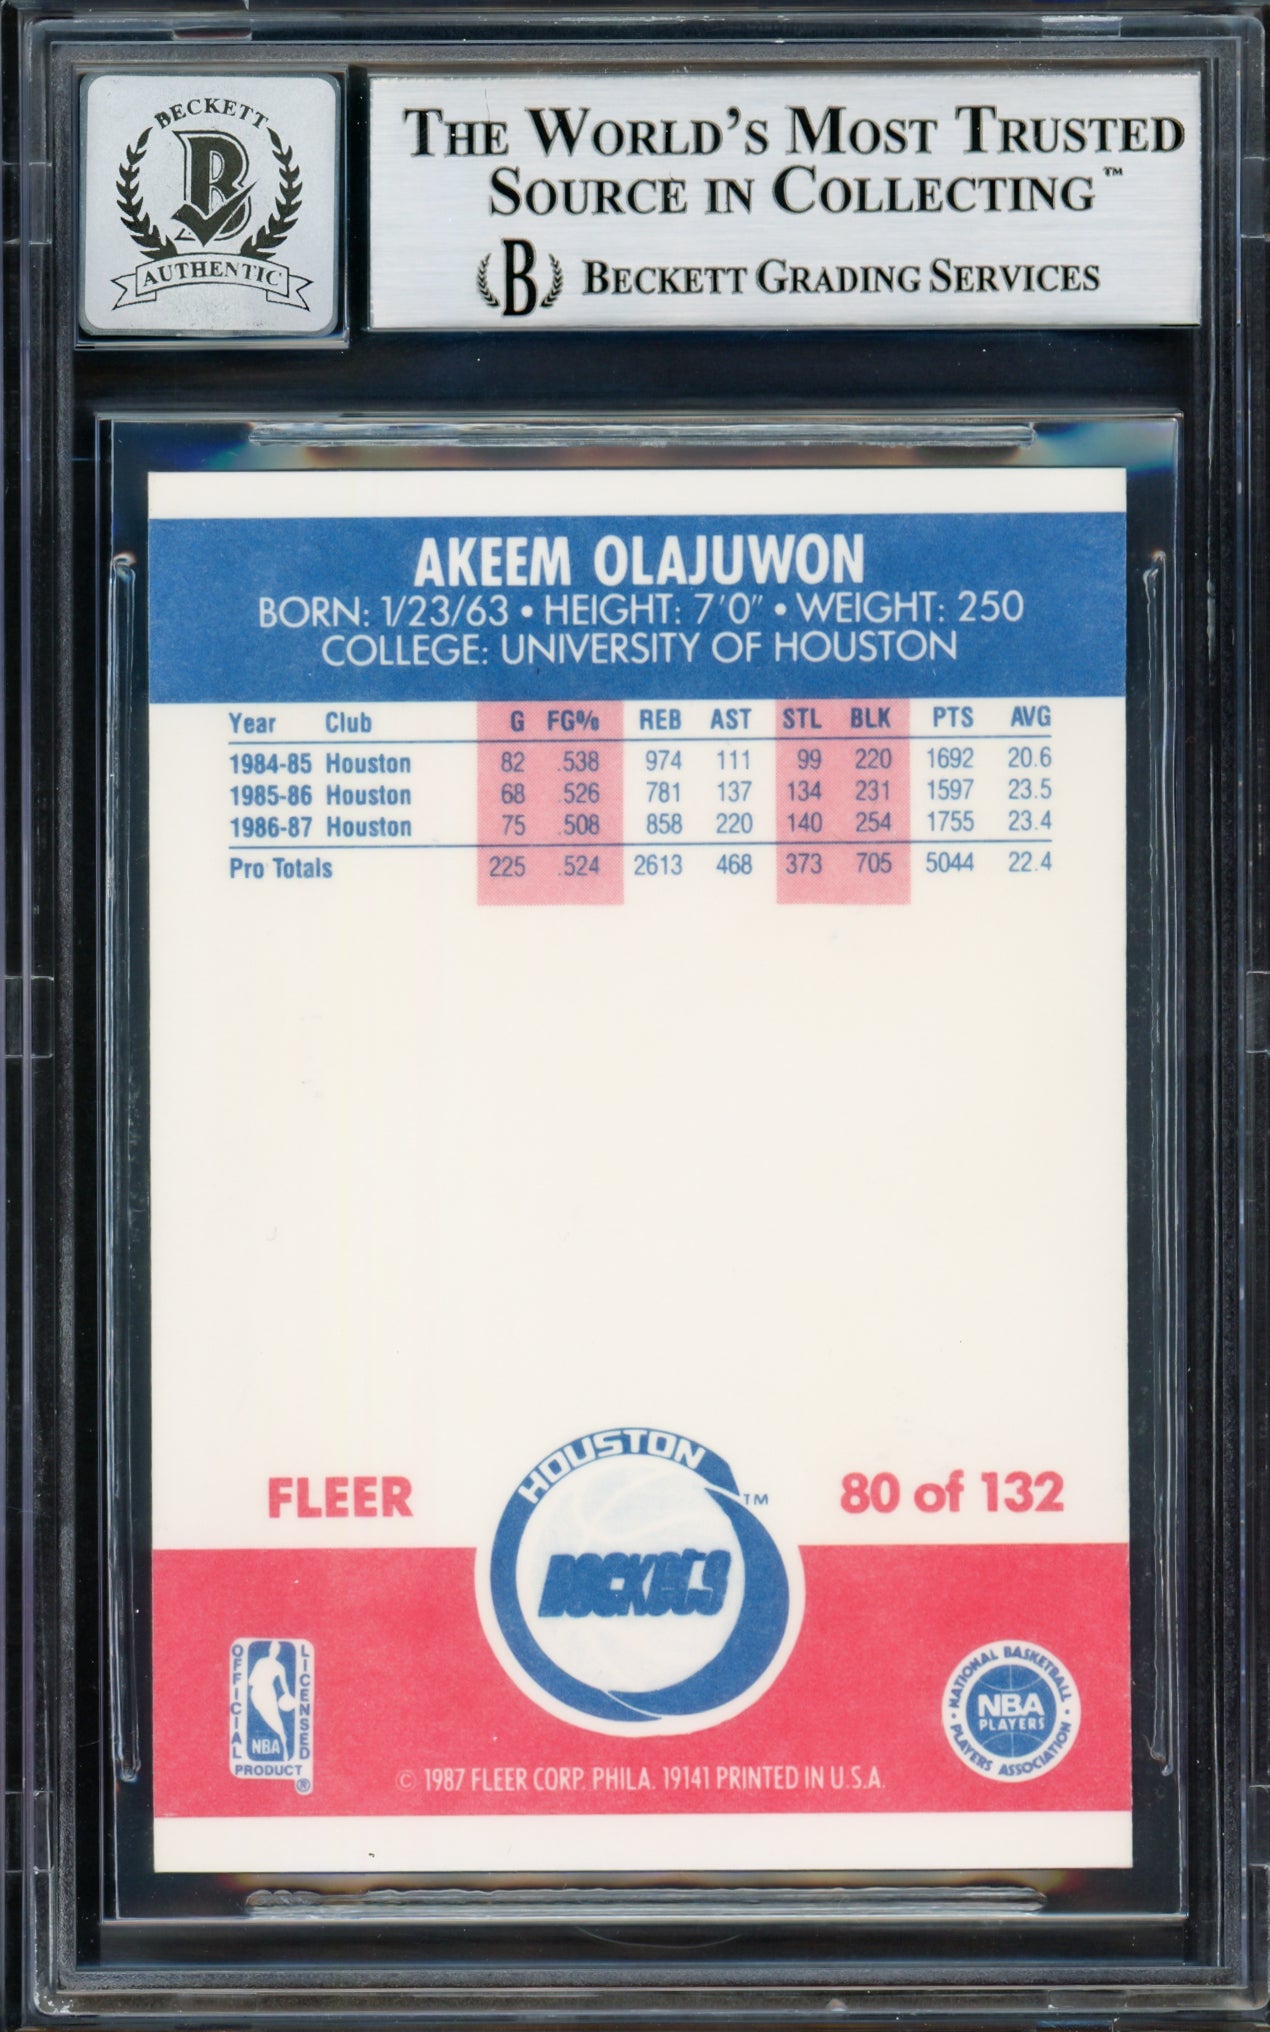 BECKETT
B
AUTHENTIC
THE WORLD'S MOST TRUSTED
SOURCE IN COLLECTING™
B BECKETT GRADING SERVICES
AKEEM OLAJUWON
BORN: 1/23/63 • HEIGHT: 7'0" • WEIGHT: 250
COLLEGE: UNIVERSITY OF HOUSTON
Year Club G FG% REB AST STL BLK PTS AVG
1984-85 Houston 82 .538 974 111 99 220 1692 20.6
1985-86 Houston 68 .526 781 137 134 231 1597 23.5
1986-87 Houston 75 .508 858 220 140 254 1755 23.4
Pro Totals 225 .524 2613 468 373 705 5044 22.4
HOUSTON
ROCKETS
TM
FLEER
80 of 132
OFFICIAL
LICENSED
NBA
PRODUCT
®
NATIONAL BASKETBALL
NBA
PLAYERS
• PLAYERS ASSOCIATION •
© 1987 FLEER CORP. PHILA. 19141 PRINTED IN U.S.A.